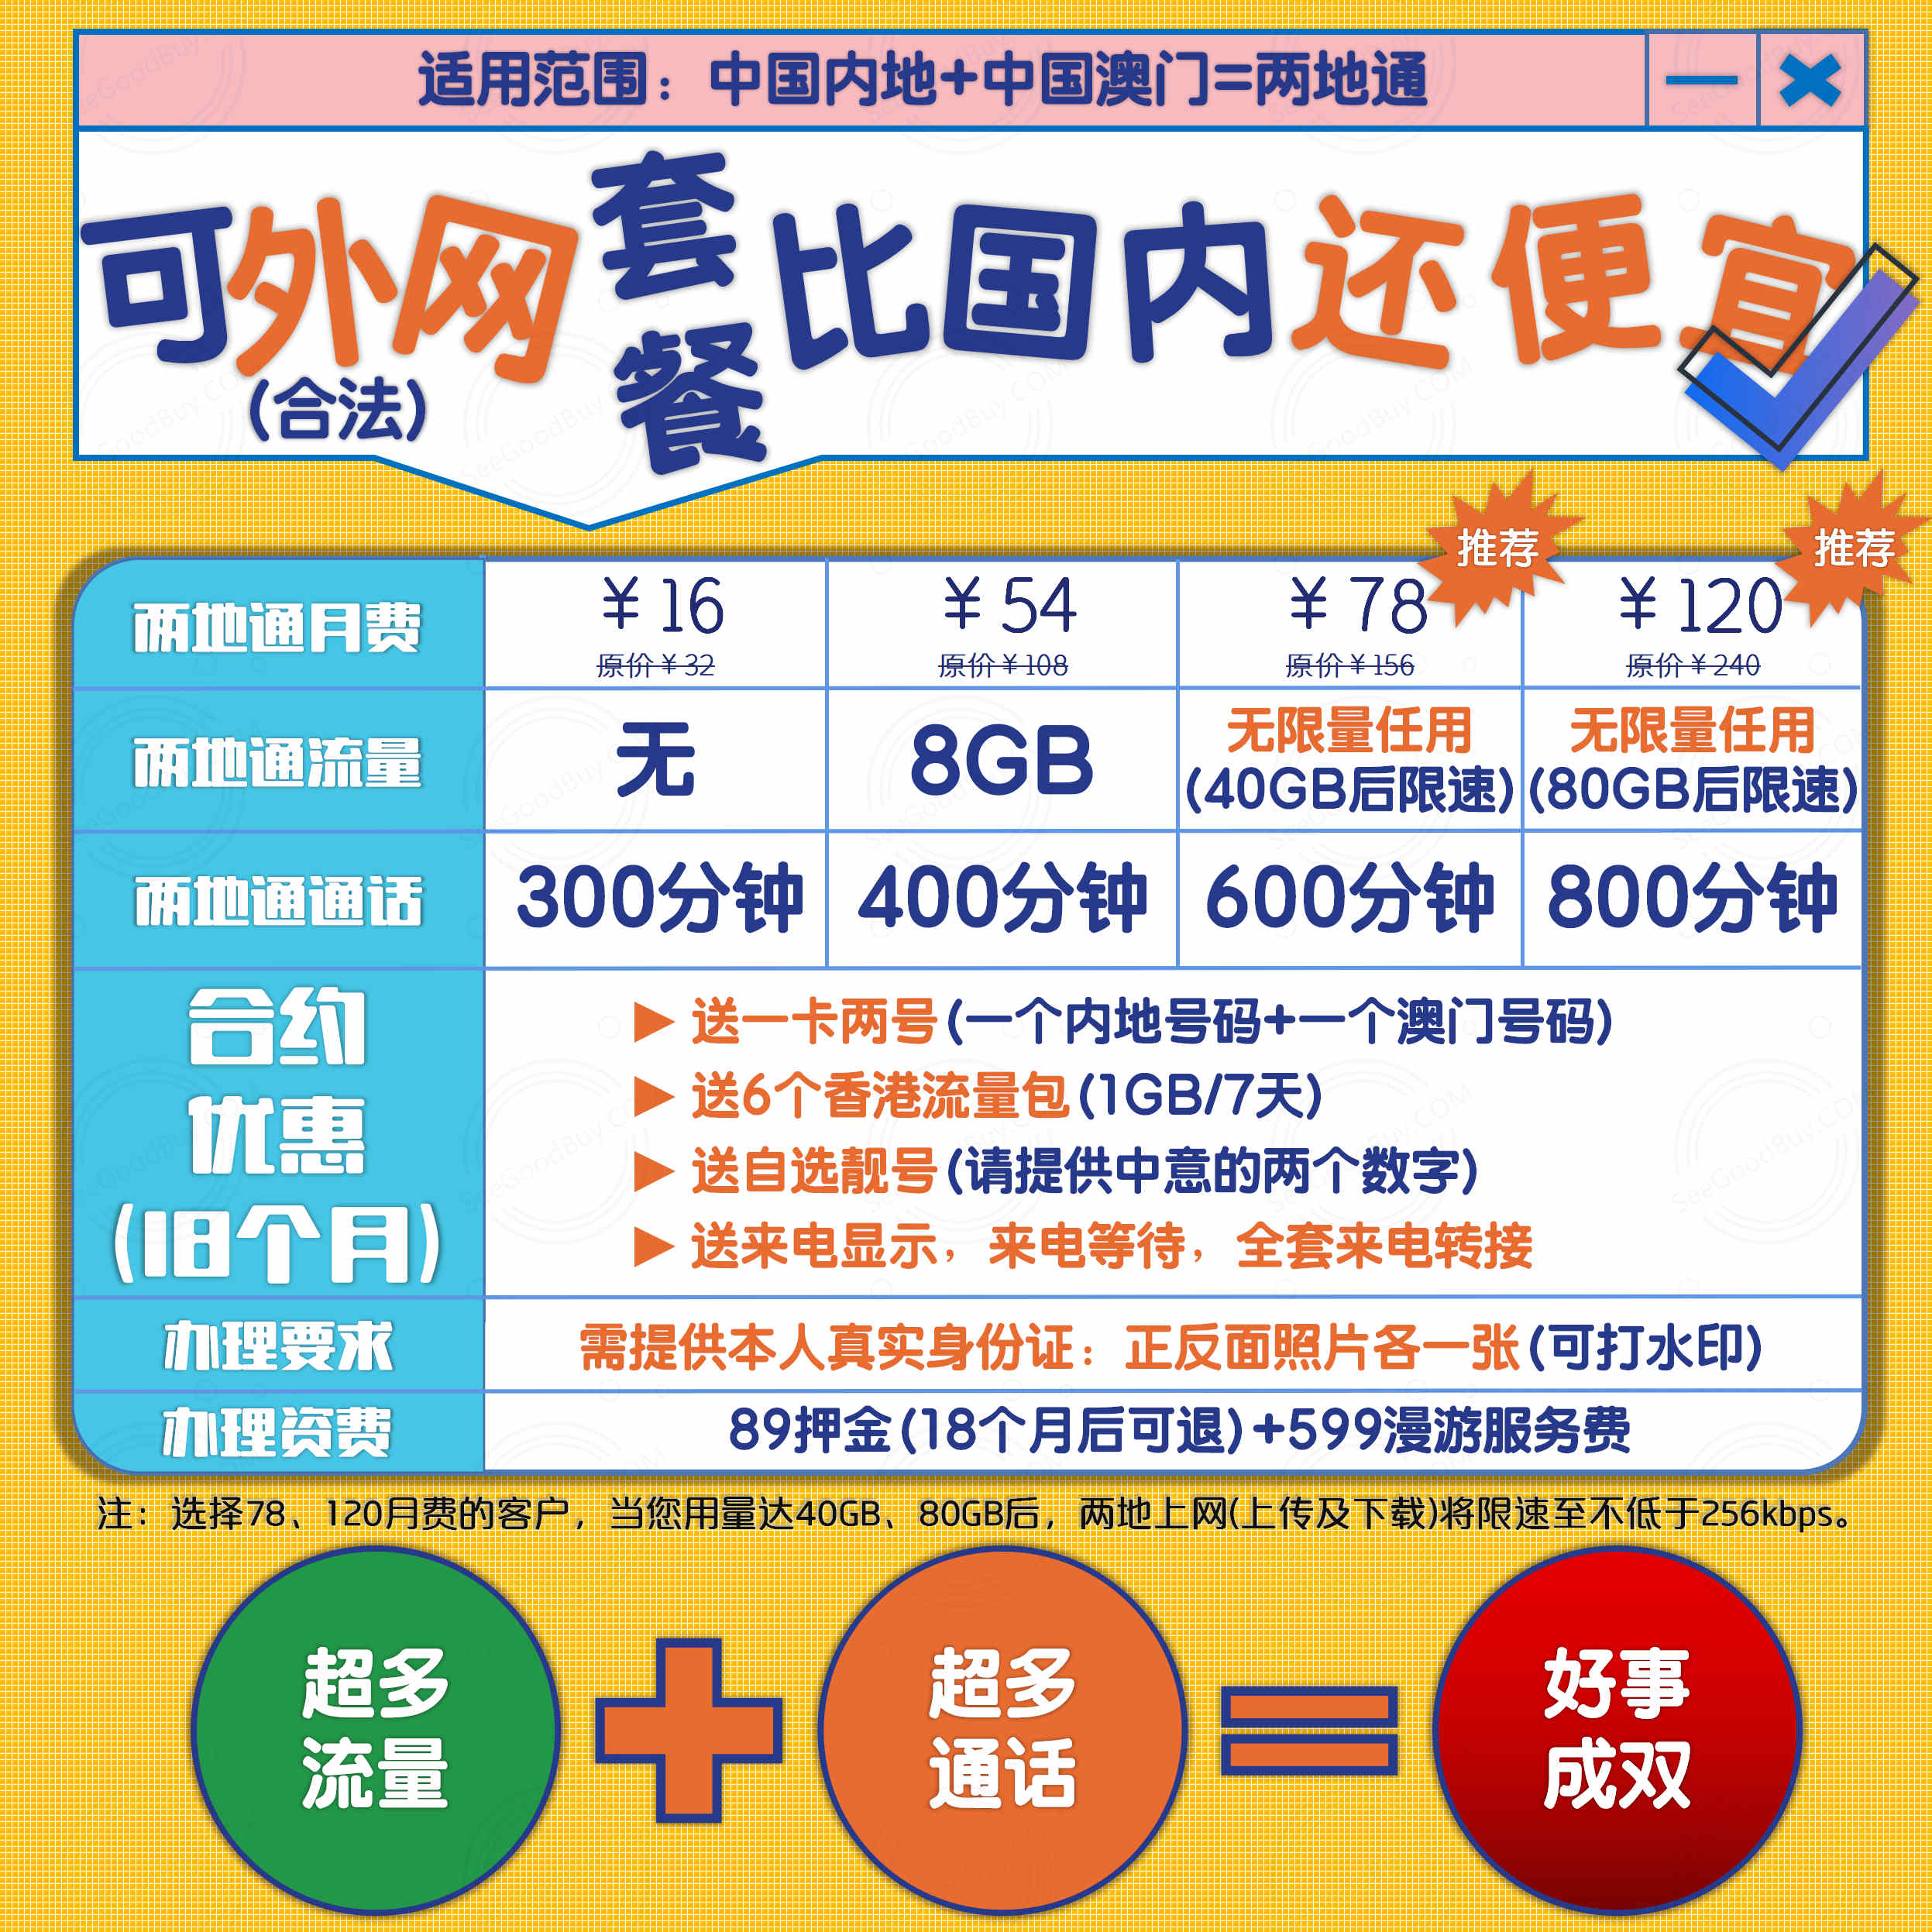 适用范围：中国内地+中国澳门=两地通
可外网套餐比国内还便宜
(合法)
推荐 推荐
两地通月费 ¥16 ¥54 ¥78 ¥120
原价¥32 原价¥108 原价¥156 原价¥240
两地通流量 无 8GB 无限量任用 无限量任用
(40GB后限速) (80GB后限速)
两地通通话 300分钟 400分钟 600分钟 800分钟
合约
优惠
(18个月)
▶ 送一卡两号(一个内地号码+一个澳门号码)
▶ 送6个香港流量包(1GB/7天)
▶ 送自选靓号(请提供中意的两个数字)
▶ 送来电显示，来电等待，全套来电转接
办理要求 需提供本人真实身份证：正反面照片各一张(可打水印)
办理资费 89押金(18个月后可退)+599漫游服务费
注：选择78、120月费的客户，当您用量达40GB、80GB后，两地上网(上传及下载)将限速至不低于256kbps。
超多
流量
+
超多
通话
=
好事
成双
SeeGoodBuy.COM